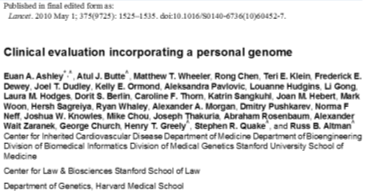 Published in final edited form as:
Lancet. 2010 May 1; 375(9725): 1525–1535. doi:10.1016/S0140-6736(10)60452-7.
Clinical evaluation incorporating a personal genome
Euan A. Ashley*,^, Atul J. Butte^, Matthew T. Wheeler, Rong Chen, Teri E. Klein, Frederick E.
Dewey, Joel T. Dudley, Kelly E. Ormond, Aleksandra Pavlovic, Louanne Hudgins, Li Gong,
Laura M. Hodges, Dorit S. Berlin, Caroline F. Thorn, Katrin Sangkuhl, Joan M. Hebert, Mark
Woon, Hersh Sagreiya, Ryan Whaley, Alexander A. Morgan, Dmitry Pushkarev, Norma F
Neff, Joshua W. Knowles, Mike Chou, Joseph Thakuria, Abraham Rosenbaum, Alexander
Wait Zaranek, George Church, Henry T. Greely^, Stephen R. Quake^, and Russ B. Altman^
Center for Inherited Cardiovascular Disease Department of Medicine Department of Bioengineering
Division of Biomedical Informatics Division of Medical Genetics Stanford University School of
Medicine
Center for Law & Biosciences Stanford School of Law
Department of Genetics, Harvard Medical School